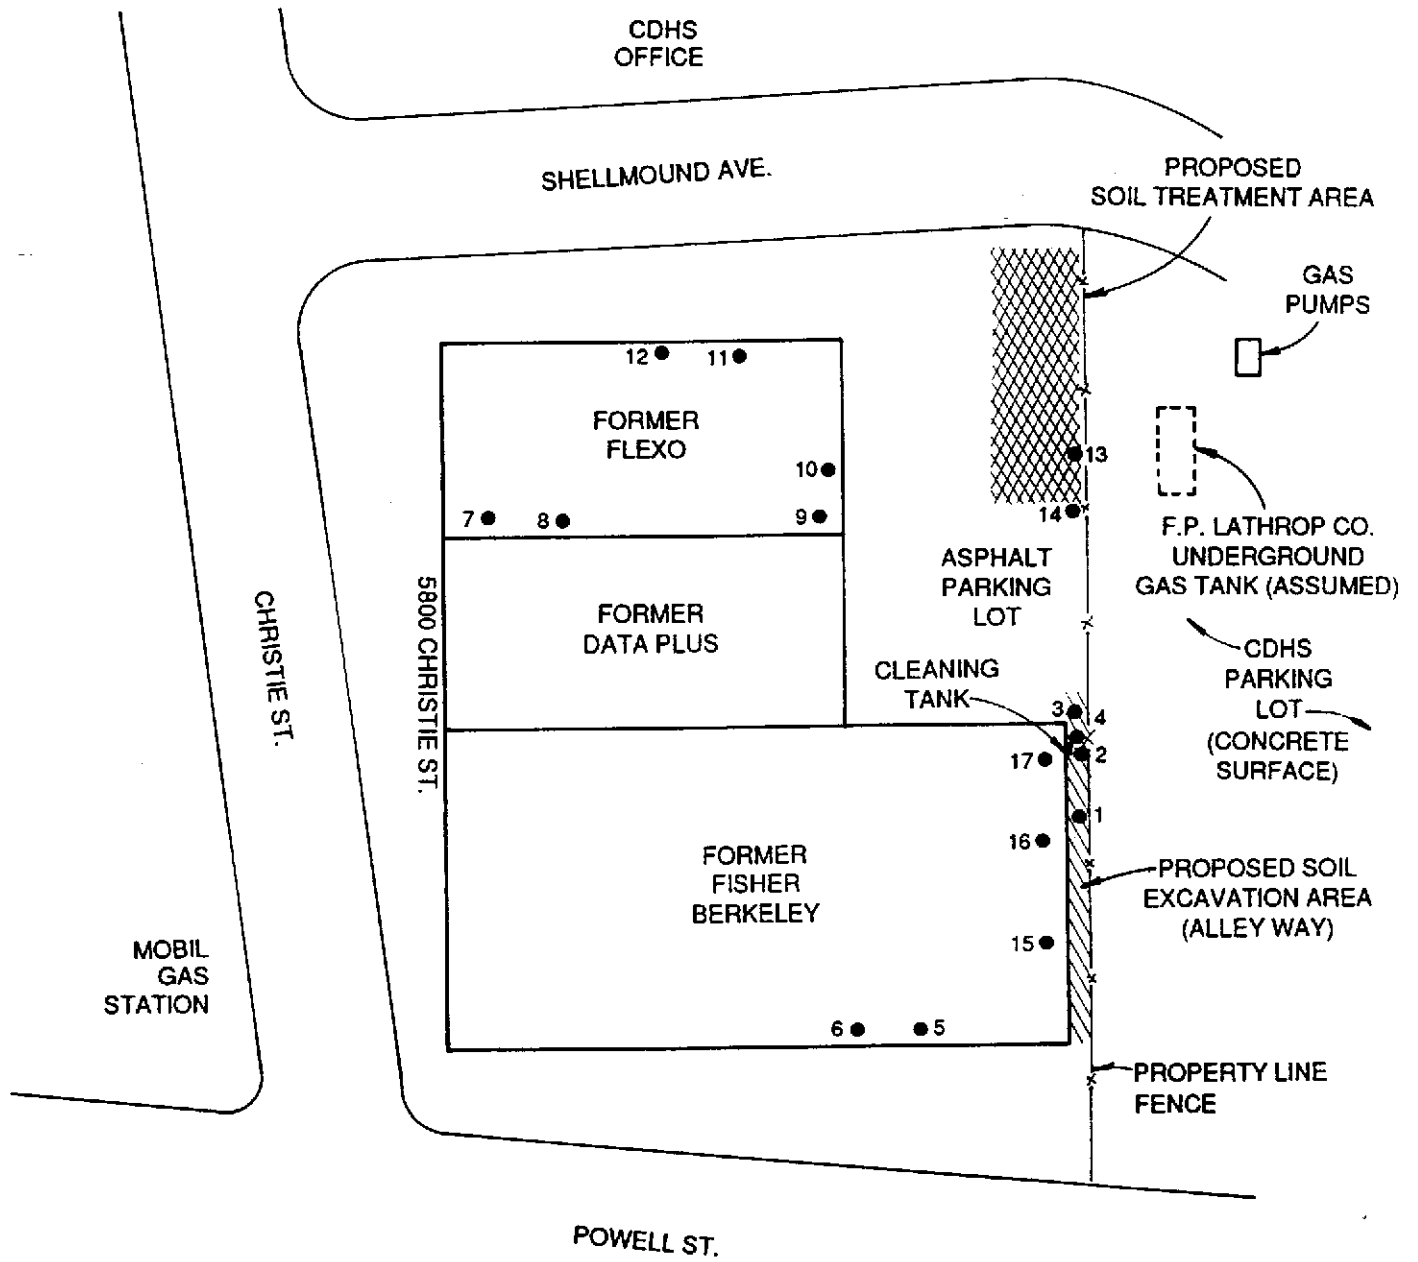 CDHS
OFFICE
SHELLMOUND AVE.
PROPOSED
SOIL TREATMENT AREA
GAS
PUMPS
12
11
FORMER
FLEXO
10
13
7
8
9
14
F.P. LATHROP CO.
UNDERGROUND
GAS TANK (ASSUMED)
ASPHALT
PARKING
LOT
5800 CHRISTIE ST.
CHRISTIE ST.
FORMER
DATA PLUS
CDHS
PARKING
LOT
(CONCRETE
SURFACE)
CLEANING
TANK
3
4
2
17
1
16
FORMER
FISHER
BERKELEY
PROPOSED SOIL
EXCAVATION AREA
(ALLEY WAY)
15
MOBIL
GAS
STATION
6
5
PROPERTY LINE
FENCE
POWELL ST.